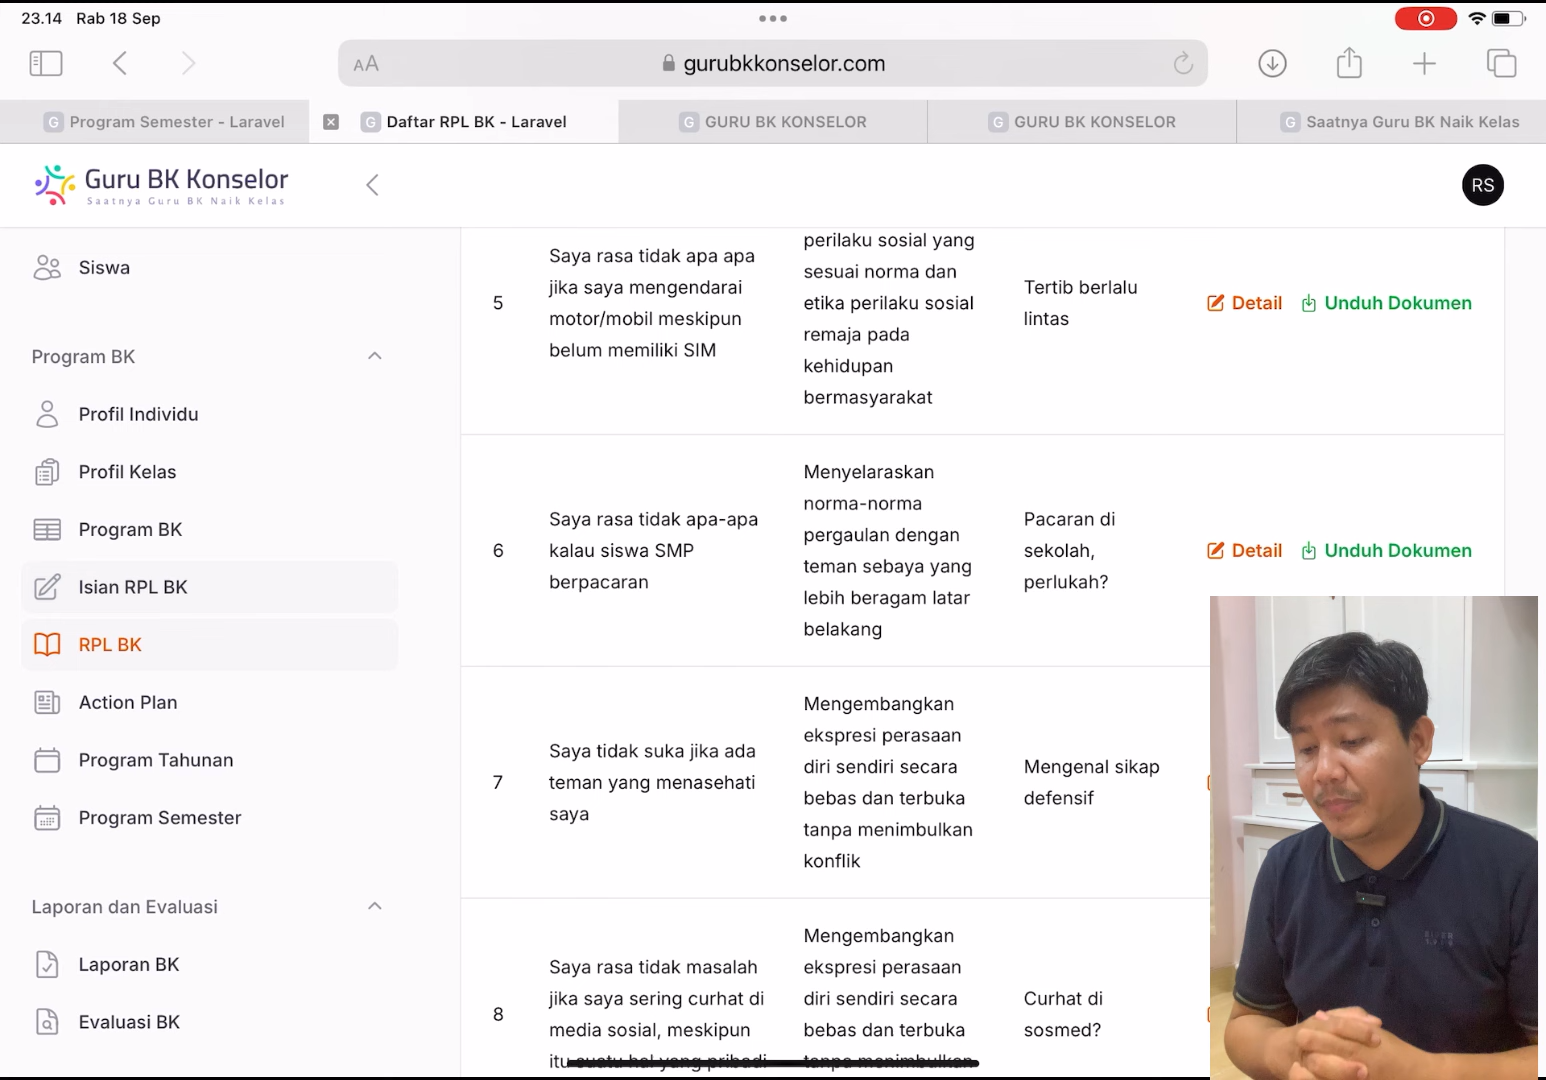 23.14 Rab 18 Sep
AA
gurubkkonselor.com
G Program Semester - Laravel
G Daftar RPL BK - Laravel
G GURU BK KONSELOR
G GURU BK KONSELOR
G Saatnya Guru BK Naik Kelas
Guru BK Konselor
Saatnya Guru BK Naik Kelas
RS
Siswa
Program BK
Profil Individu
Profil Kelas
Program BK
Isian RPL BK
RPL BK
Action Plan
Program Tahunan
Program Semester
Laporan dan Evaluasi
Laporan BK
Evaluasi BK
5
Saya rasa tidak apa apa
jika saya mengendarai
motor/mobil meskipun
belum memiliki SIM
perilaku sosial yang
sesuai norma dan
etika perilaku sosial
remaja pada
kehidupan
bermasyarakat
Tertib berlalu
lintas
Detail
Unduh Dokumen
6
Saya rasa tidak apa-apa
kalau siswa SMP
berpacaran
Menyelaraskan
norma-norma
pergaulan dengan
teman sebaya yang
lebih beragam latar
belakang
Pacaran di
sekolah,
perlukah?
Detail
Unduh Dokumen
7
Saya tidak suka jika ada
teman yang menasehati
saya
Mengembangkan
ekspresi perasaan
diri sendiri secara
bebas dan terbuka
tanpa menimbulkan
konflik
Mengenal sikap
defensif
8
Saya rasa tidak masalah
jika saya sering curhat di
media sosial, meskipun
itu suatu hal yang pribadi
Mengembangkan
ekspresi perasaan
diri sendiri secara
bebas dan terbuka
tanpa menimbulkan
Curhat di
sosmed?